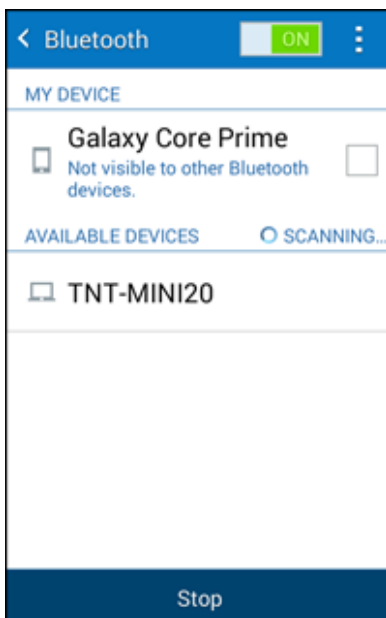 Bluetooth ON
MY DEVICE
Galaxy Core Prime
Not visible to other Bluetooth
devices.
AVAILABLE DEVICES SCANNING...
TNT-MINI20
Stop